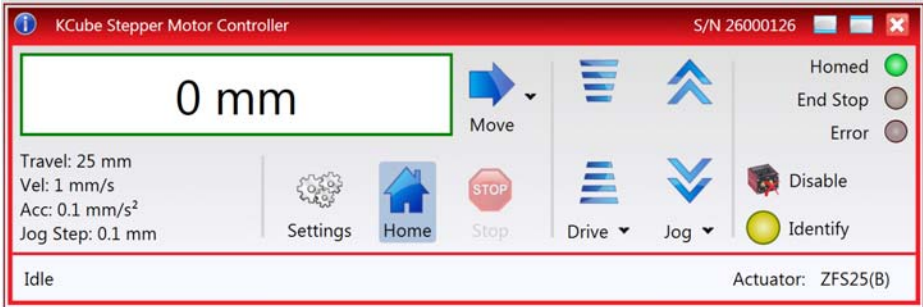 KCube Stepper Motor Controller
S/N 26000126
0 mm
Move
Homed
End Stop
Error
Travel: 25 mm
Vel: 1 mm/s
Acc: 0.1 mm/s²
Jog Step: 0.1 mm
Settings
Home
STOP
Stop
Drive
Jog
Disable
Identify
Idle
Actuator: ZFS25(B)